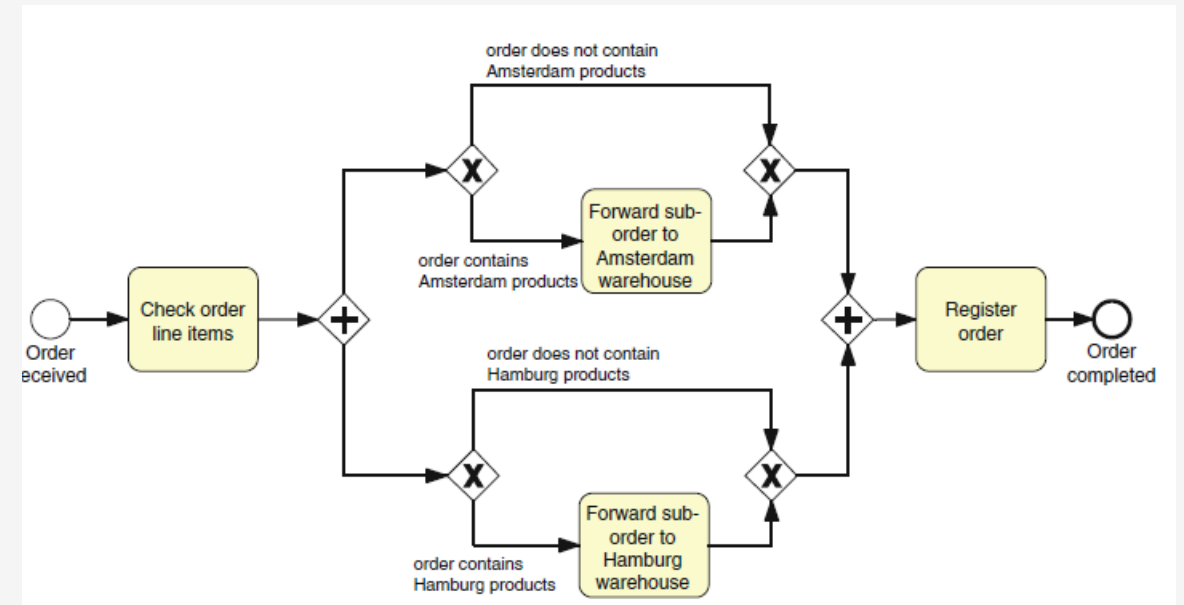 order does not contain
Amsterdam products
X
X
Forward sub-
order to
Amsterdam
warehouse
order contains
Amsterdam products
Check order
line items
+
+
Register
order
Order
eceived
Order
completed
order does not contain
Hamburg products
X
X
Forward sub-
order to
Hamburg
warehouse
order contains
Hamburg products